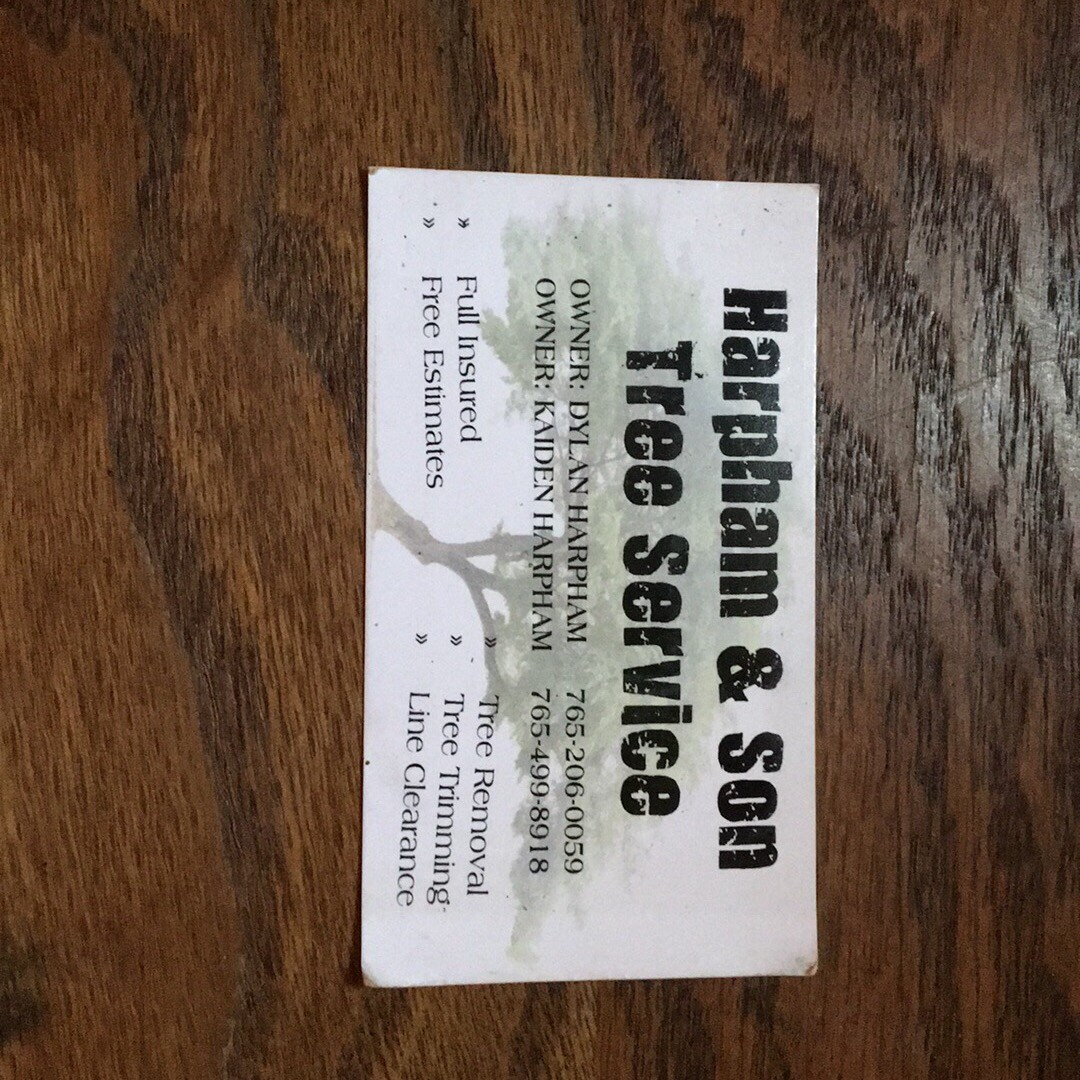 Harpham & Son
Tree Service
OWNER: DYLAN HARPHAM 765-206-0059
OWNER: KAIDEN HARPHAM 765-499-8918
» Full Insured
» Free Estimates
» Tree Removal
» Tree Trimming
» Line Clearance